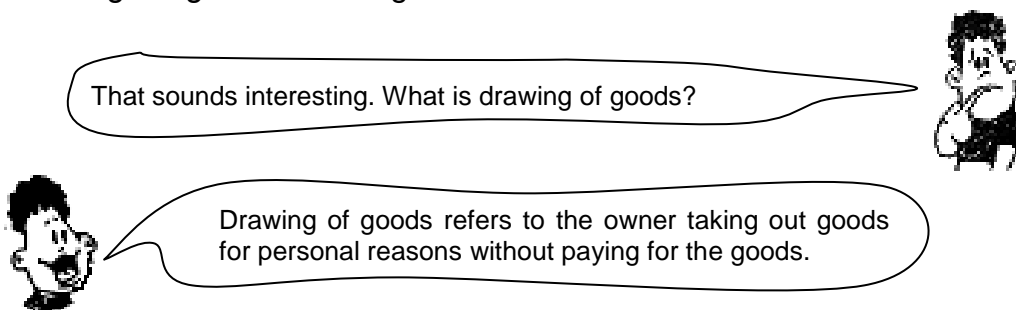 That sounds interesting. What is drawing of goods?
Drawing of goods refers to the owner taking out goods
for personal reasons without paying for the goods.